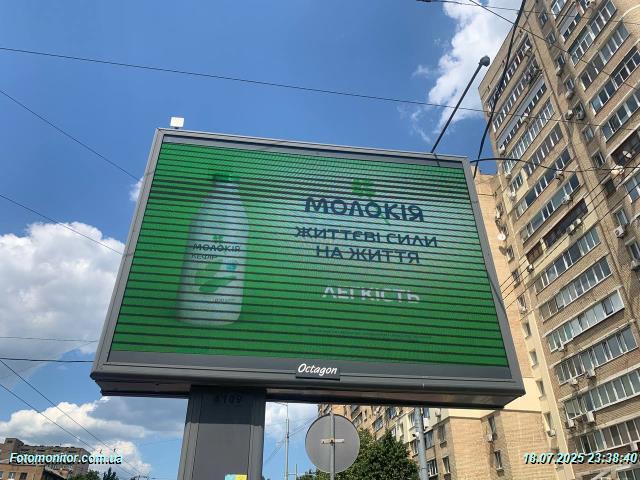 МОЛОКІЯ
ЖИТТЄВІ СИЛИ
НА ЖИТТЯ
ЛЕГКІСТЬ
МОЛОКІЯ
КЕФІР
Octagon
Fotomonitor.com.ua
18.07.2025 23:38:40